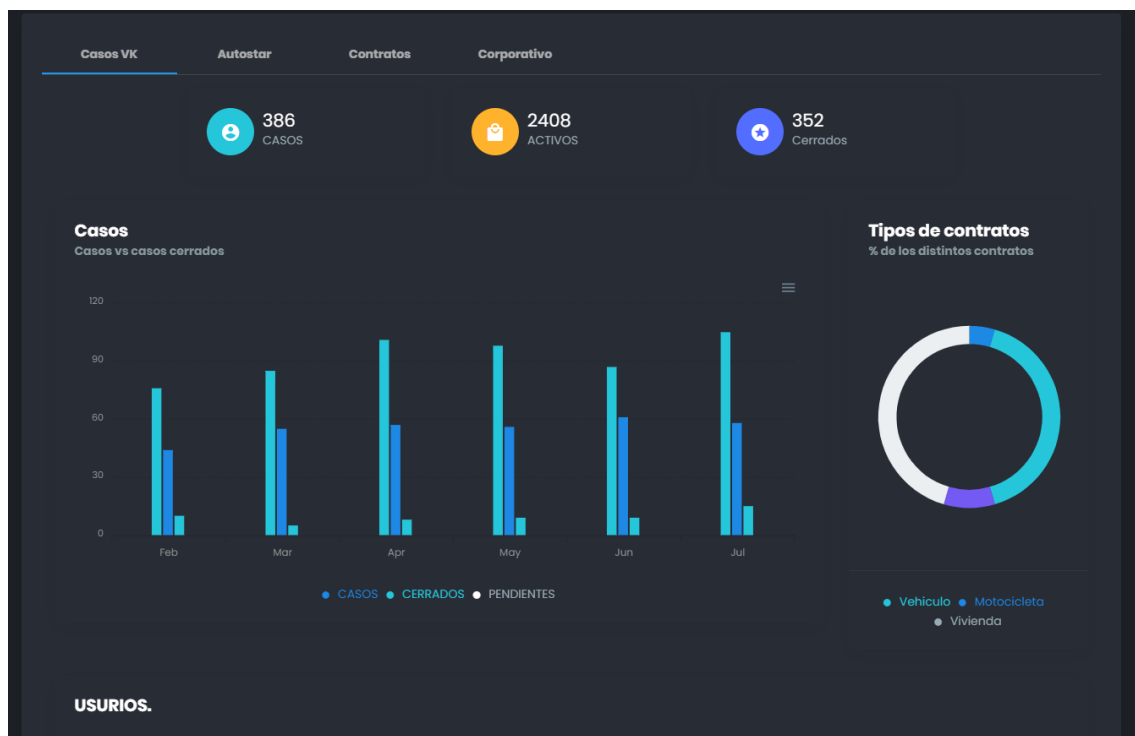 Casos VK Autostar Contratos Corporativo
386
CASOS
2408
ACTIVOS
352
Cerrados
Casos
Casos vs casos cerrados
120
90
60
30
0
Feb Mar Apr May Jun Jul
CASOS CERRADOS PENDIENTES
Tipos de contratos
% de los distintos contratos
Vehiculo Motocicleta
Vivienda
USURIOS.